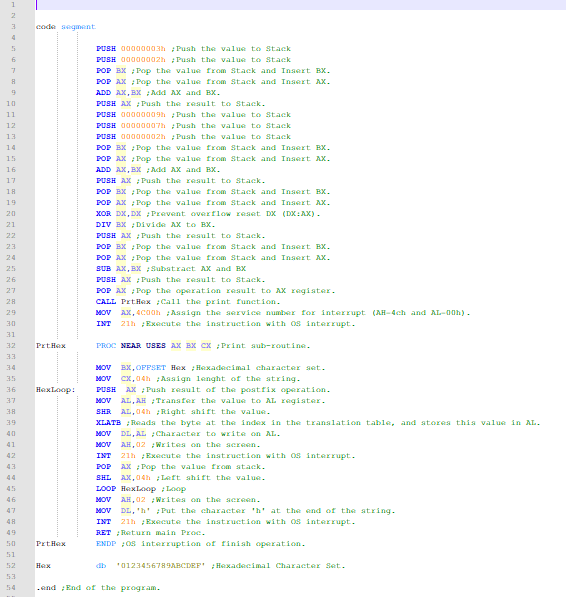 1
2
3 code segment
4
5 PUSH 00000003h ;Push the value to Stack
6 PUSH 00000002h ;Push the value to Stack
7 POP BX ;Pop the value from Stack and Insert BX.
8 POP AX ;Pop the value from Stack and Insert AX.
9 ADD AX,BX ;Add AX and BX.
10 PUSH AX ;Push the result to Stack.
11 PUSH 00000009h ;Push the value to Stack
12 PUSH 00000007h ;Push the value to Stack
13 PUSH 00000002h ;Push the value to Stack
14 POP BX ;Pop the value from Stack and Insert BX.
15 POP AX ;Pop the value from Stack and Insert AX.
16 ADD AX,BX ;Add AX and BX.
17 PUSH AX ;Push the result to Stack.
18 POP BX ;Pop the value from Stack and Insert BX.
19 POP AX ;Pop the value from Stack and Insert AX.
20 XOR DX,DX ;Prevent overflow reset DX (DX:AX).
21 DIV BX ;Divide AX to BX.
22 PUSH AX ;Push the result to Stack.
23 POP BX ;Pop the value from Stack and Insert BX.
24 POP AX ;Pop the value from Stack and Insert AX.
25 SUB AX,BX ;Substract AX and BX
26 PUSH AX ;Push the result to Stack.
27 POP AX ;Pop the operation result to AX register.
28 CALL PrtHex ;Call the print function.
29 MOV AX,4C00h ;Assign the service number for interrupt (AH-4ch and AL-00h).
30 INT 21h ;Execute the instruction with OS interrupt.
31
32 PrtHex PROC NEAR USES AX BX CX ;Print sub-routine.
33
34 MOV BX,OFFSET Hex ;Hexadecimal character set.
35 MOV CX,04h ;Assign lenght of the string.
36 HexLoop: PUSH AX ;Push result of the postfix operation.
37 MOV AL,AH ;Transfer the value to AL register.
38 SHR AL,04h ;Right shift the value.
39 XLATB ;Reads the byte at the index in the translation table, and stores this value in AL.
40 MOV DL,AL ;Character to write on AL.
41 MOV AH,02 ;Writes on the screen.
42 INT 21h ;Execute the instruction with OS interrupt.
43 POP AX ;Pop the value from stack.
44 SHL AX,04h ;Left shift the value.
45 LOOP HexLoop ;Loop
46 MOV AH,02 ;Writes on the screen.
47 MOV DL,'h' ;Put the character 'h' at the end of the string.
48 INT 21h ;Execute the instruction with OS interrupt.
49 RET ;Return main Proc.
50 PrtHex ENDP ;OS interruption of finish operation.
51
52 Hex db '0123456789ABCDEF' ;Hexadecimal Character Set.
53
54 .end ;End of the program.